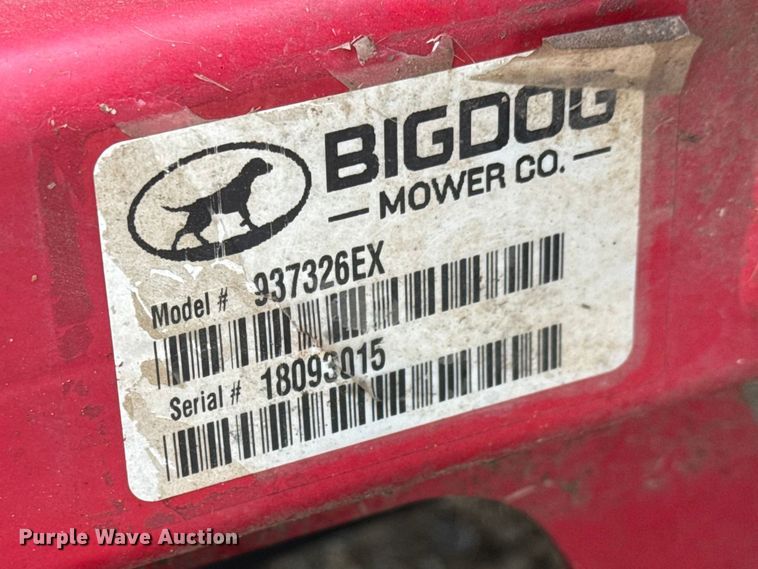 BIGDOG
— MOWER CO. —
Model # 937326EX
Serial # 18093015
Purple Wave Auction